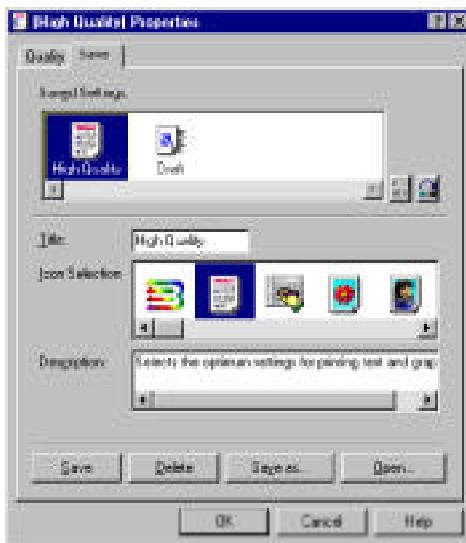 [High Quality] Properties
Quality Save
Saved Settings
High Quality Draft
Title: High Quality
Icon Selection
Description: Selects the optimum settings for printing text and grap
Save Delete Save as... Open...
OK Cancel Help